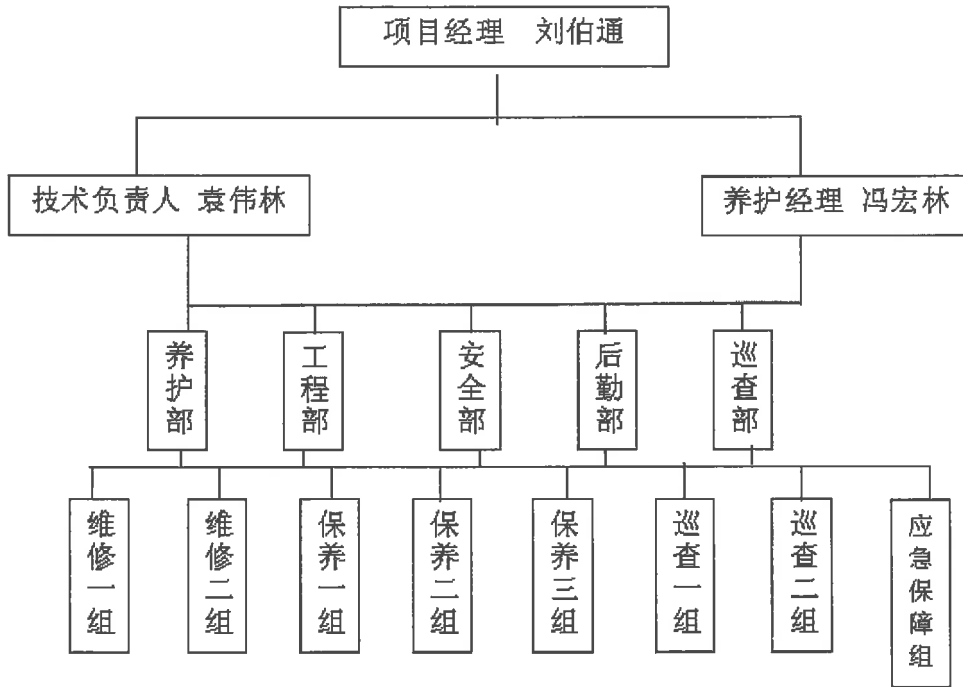 项目经理 刘伯通
技术负责人 袁伟林
养护经理 冯宏林
养护部
工程部
安全部
后勤部
巡查部
维修一组
维修二组
保养一组
保养二组
保养三组
巡查一组
巡查二组
应急保障组